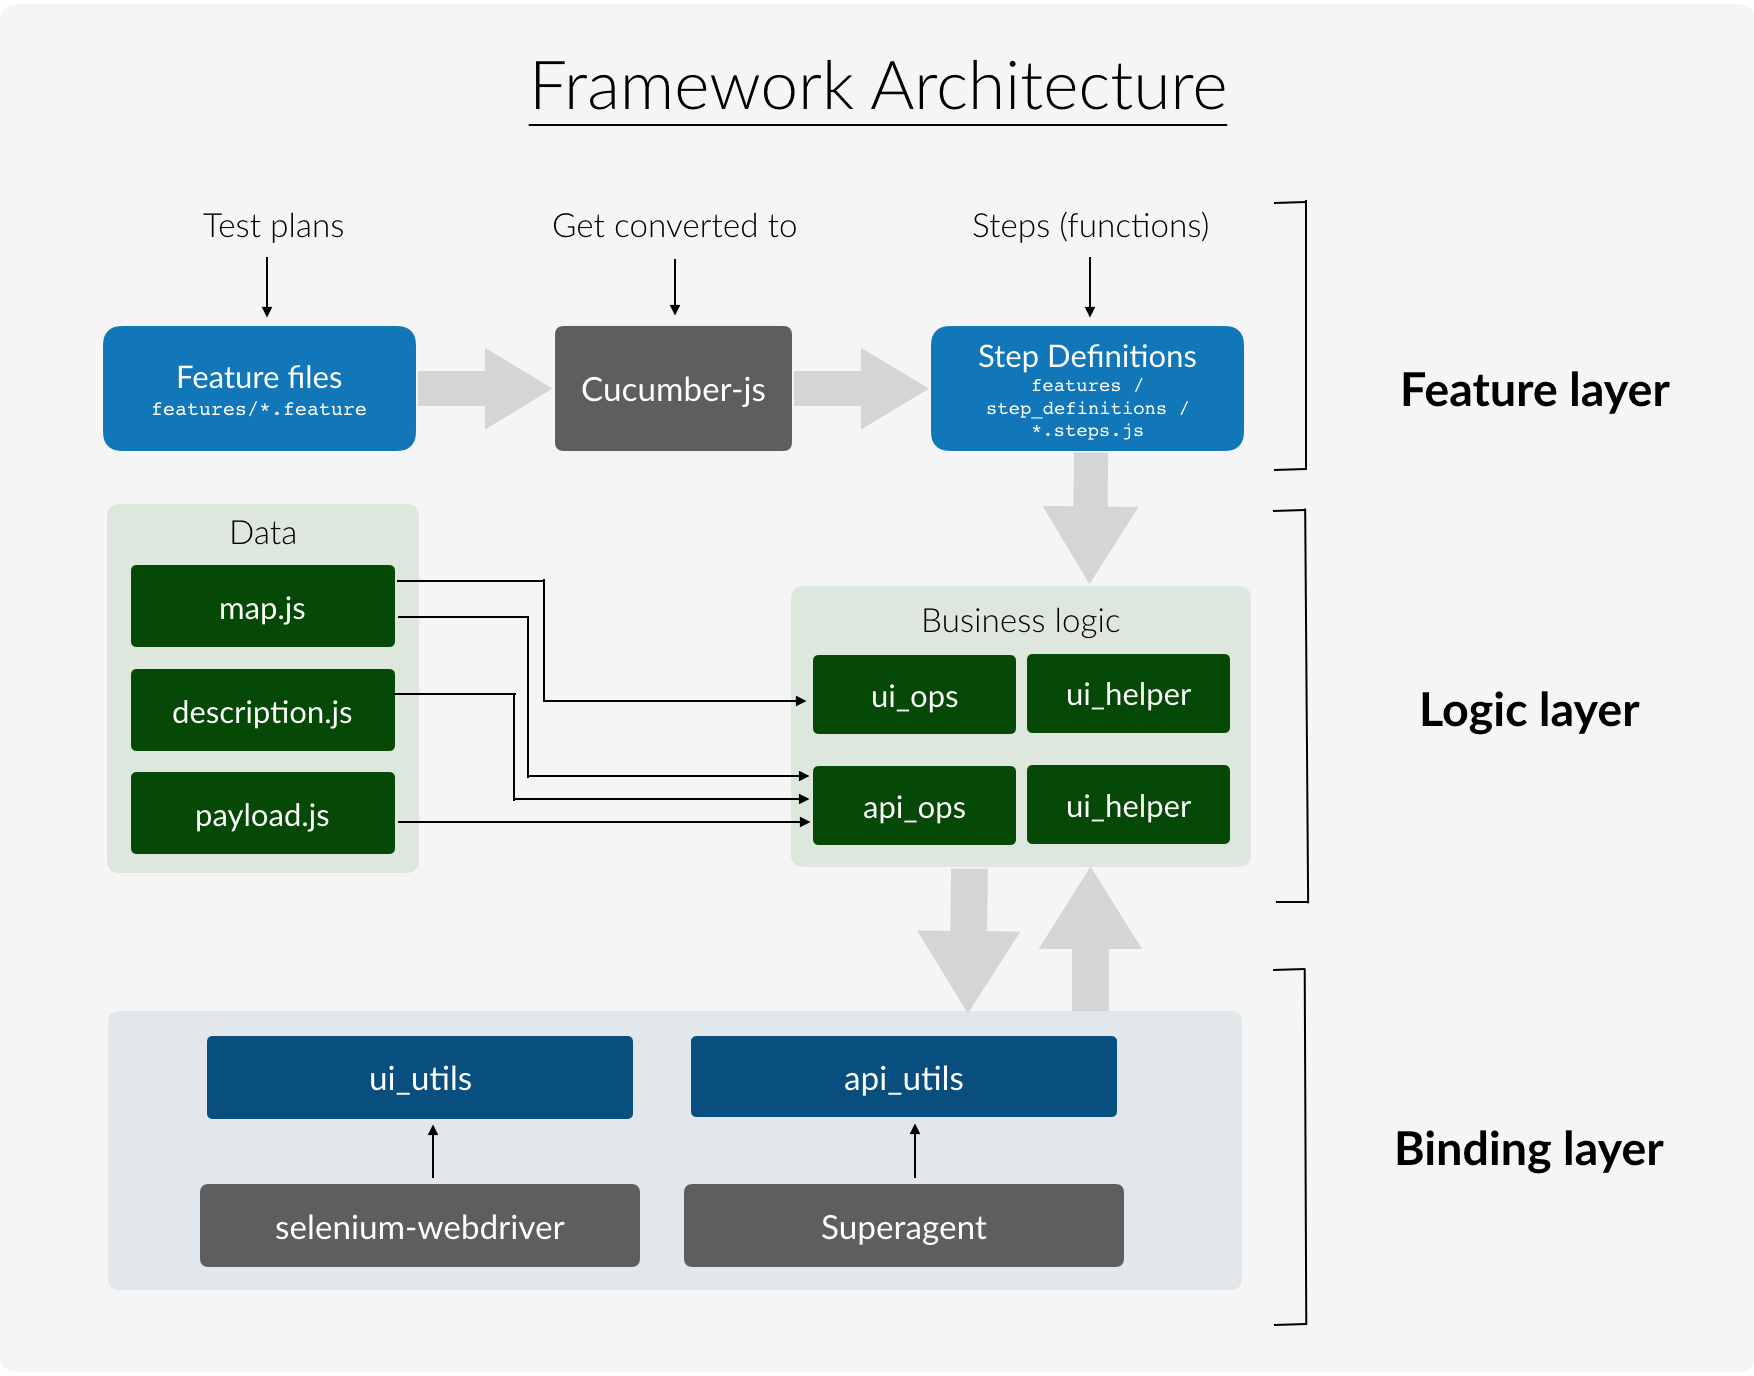 Framework Architecture
Test plans
Get converted to
Steps (functions)
Feature files
features/*.feature
Cucumber-js
Step Definitions
features /
step_definitions /
*.steps.js
Feature layer
Data
map.js
description.js
payload.js
Business logic
ui_ops
ui_helper
api_ops
ui_helper
Logic layer
ui_utils
api_utils
selenium-webdriver
Superagent
Binding layer